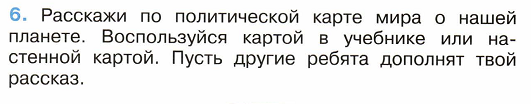 6. Расскажи по политической карте мира о нашей
планете. Воспользуйся картой в учебнике или на-
стенной картой. Пусть другие ребята дополнят твой
рассказ.